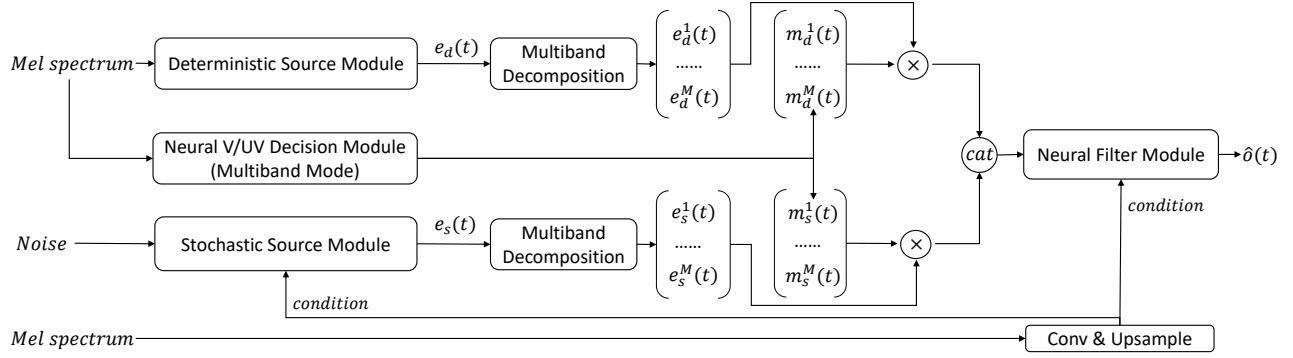 Mel spectrum
Deterministic Source Module
e_d(t)
Multiband
Decomposition
e_d^1(t)
......
e_d^M(t)
m_d^1(t)
......
m_d^M(t)
×
Neural V/UV Decision Module
(Multiband Mode)
cat
Neural Filter Module
ô(t)
condition
Noise
Stochastic Source Module
e_s(t)
Multiband
Decomposition
e_s^1(t)
......
e_s^M(t)
m_s^1(t)
......
m_s^M(t)
×
condition
Mel spectrum
Conv & Upsample